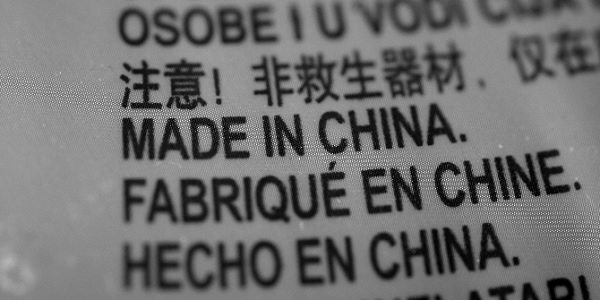 OSOBE I U VODI ČIJA
注意! 非救生器材. 仅在
MADE IN CHINA.
FABRIQUÉ EN CHINE.
HECHO EN CHINA.